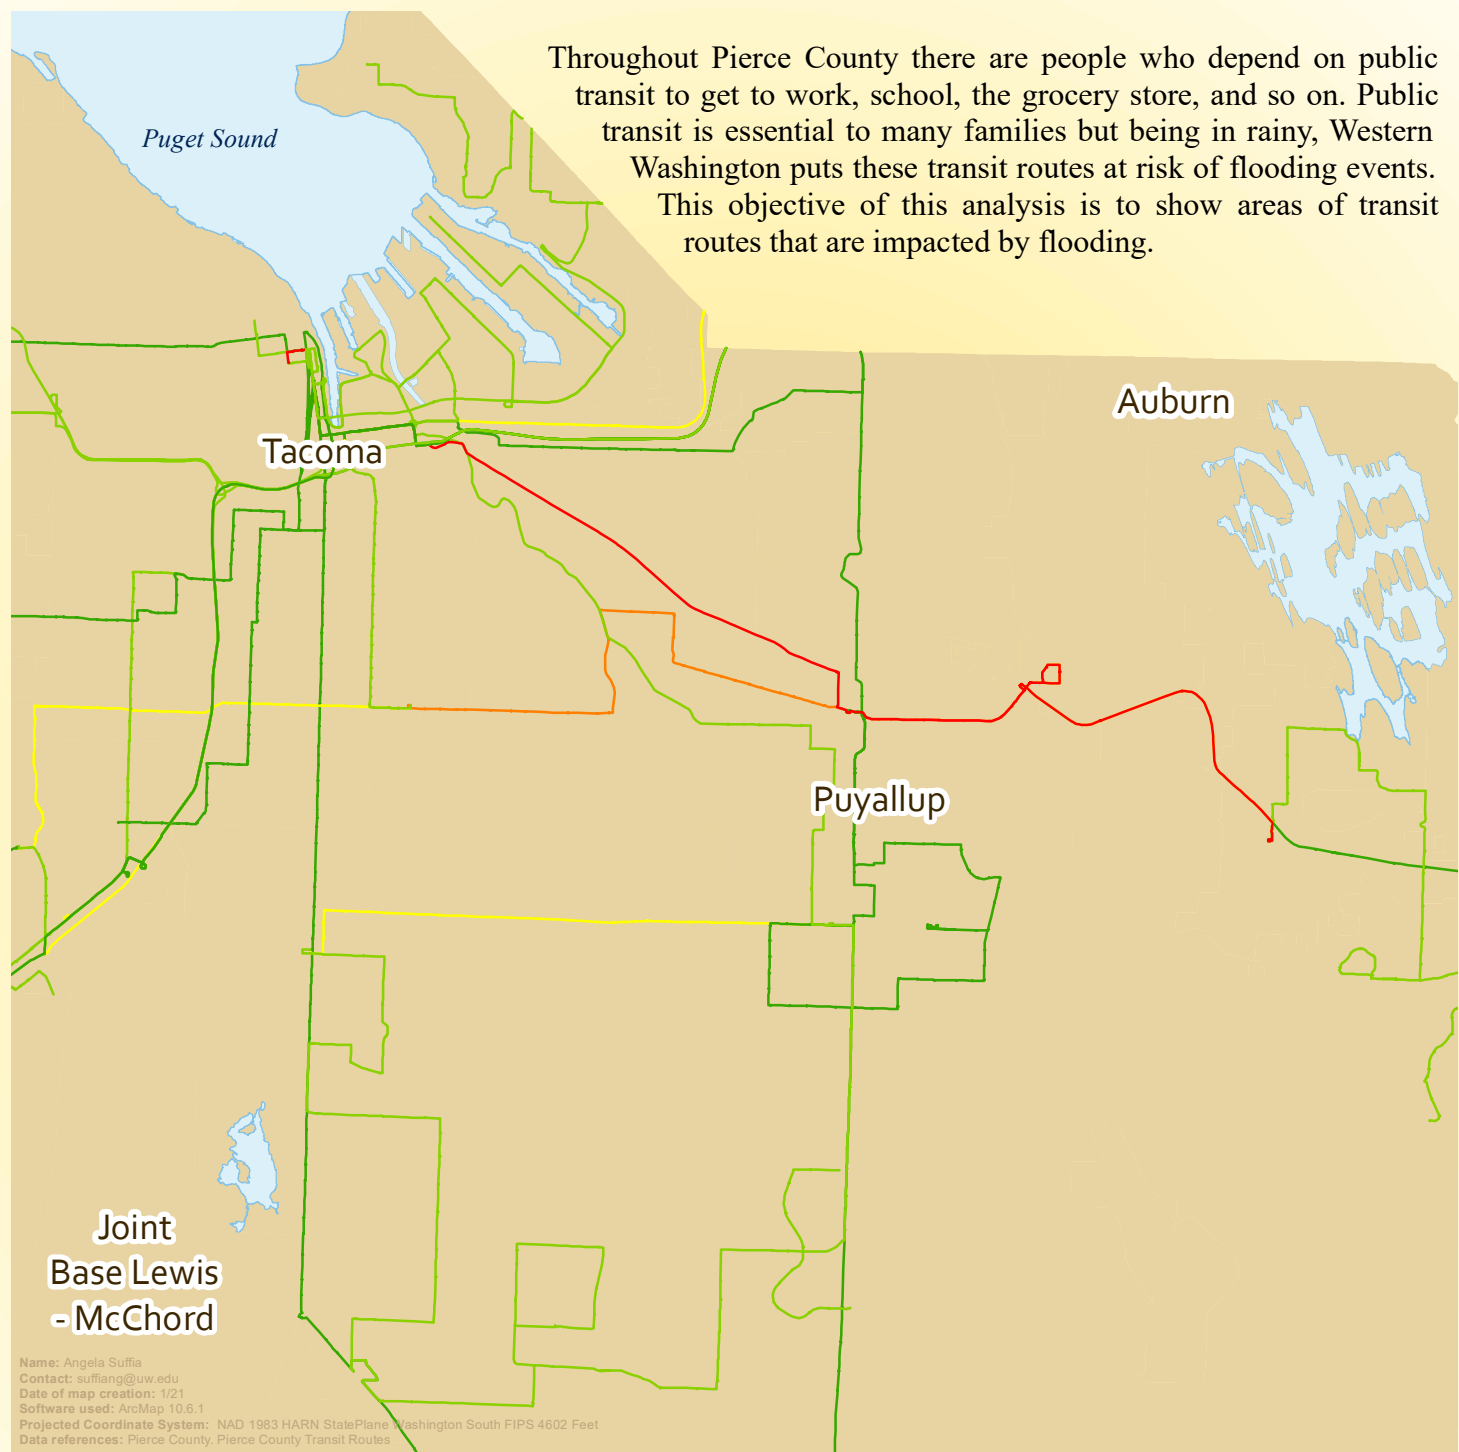 Throughout Pierce County there are people who depend on public
transit to get to work, school, the grocery store, and so on. Public
transit is essential to many families but being in rainy, Western
Washington puts these transit routes at risk of flooding events.
This objective of this analysis is to show areas of transit
routes that are impacted by flooding.
Puget Sound
Auburn
Tacoma
Puyallup
Joint
Base Lewis
- McChord
Name: Angela Suffia
Contact: suffiang@uw.edu
Date of map creation: 1/21
Software used: ArcMap 10.6.1
Projected Coordinate System: NAD 1983 HARN StatePlane Washington South FIPS 4602 Feet
Data references: Pierce County. Pierce County Transit Routes